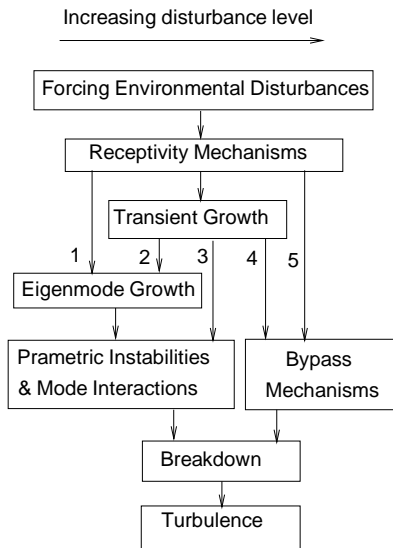 Increasing disturbance level
Forcing Environmental Disturbances
Receptivity Mechanisms
Transient Growth
1
2
3
4
5
Eigenmode Growth
Prametric Instabilities
& Mode Interactions
Bypass
Mechanisms
Breakdown
Turbulence